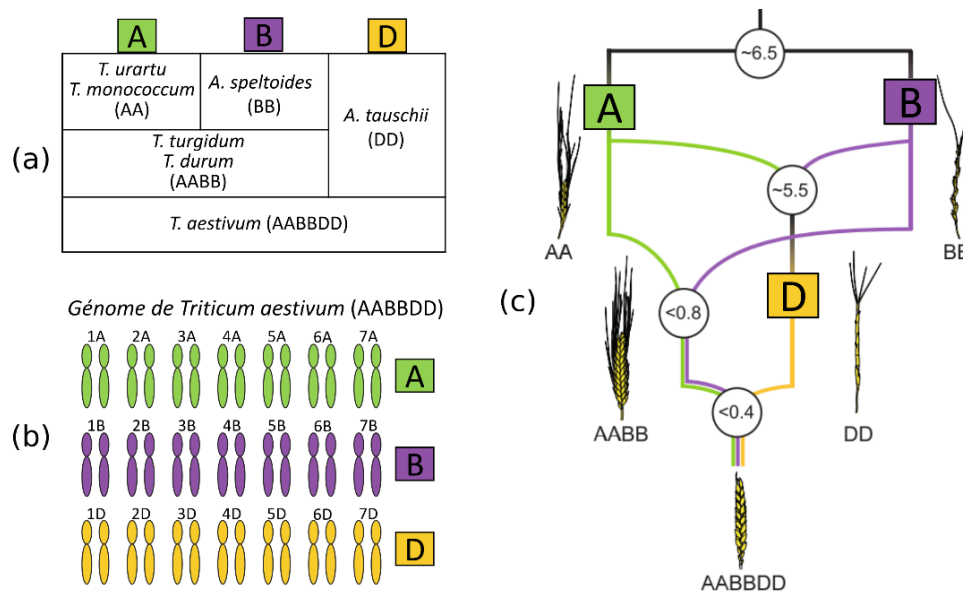 A B D
T. urartu
T. monococcum
(AA)
A. speltoides
(BB)
A. tauschii
(DD)
T. turgidum
T. durum
(AABB)
T. aestivum (AABBDD)
(a)
Génome de Triticum aestivum (AABBDD)
1A 2A 3A 4A 5A 6A 7A
A
1B 2B 3B 4B 5B 6B 7B
B
1D 2D 3D 4D 5D 6D 7D
D
(b)
~6.5
A B
~5.5
AA BB
(c)
<0.8
D
AABB
<0.4
DD
AABBDD